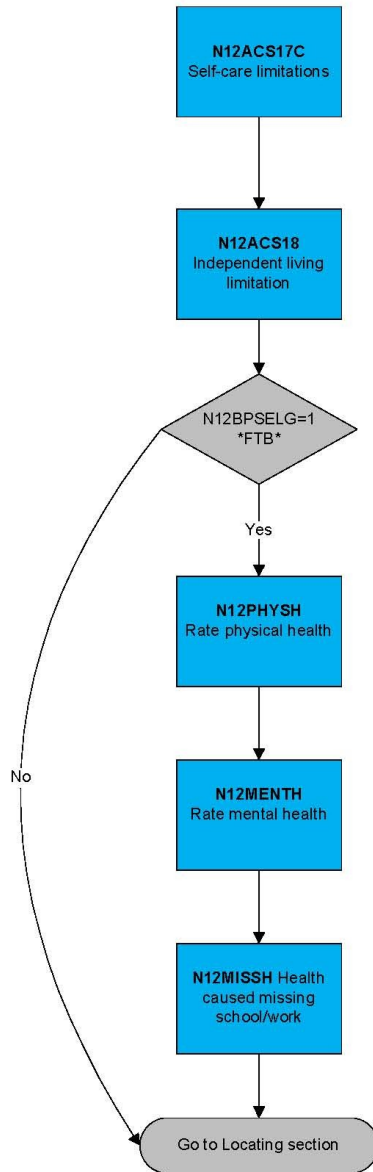 N12ACS17C
Self-care limitations
N12ACS18
Independent living
limitation
N12BPSELG=1
*FTB*
Yes
N12PHYSH
Rate physical health
No
N12MENTH
Rate mental health
N12MISSH Health
caused missing
school/work
Go to Locating section